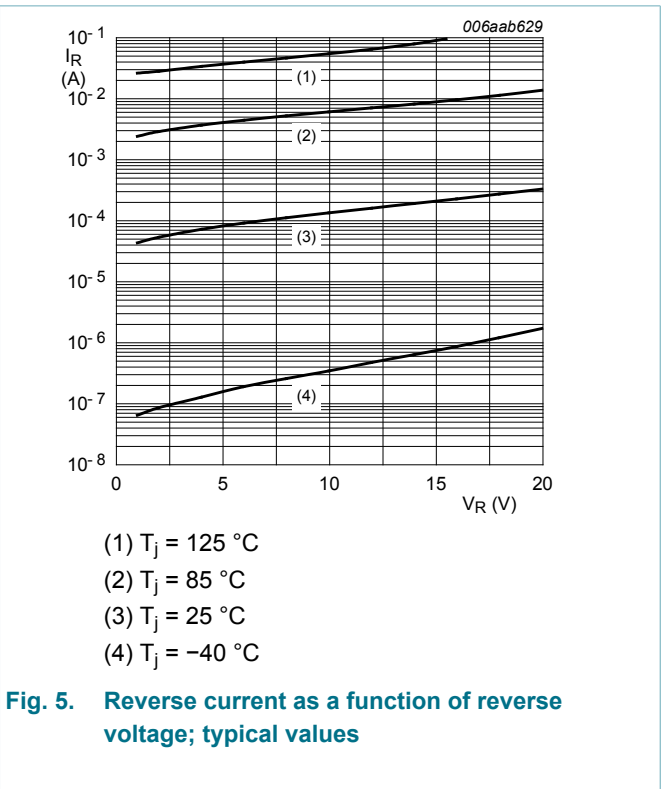 006aab629
I_R
(A)
10⁻¹
10⁻²
10⁻³
10⁻⁴
10⁻⁵
10⁻⁶
10⁻⁷
10⁻⁸
(1)
(2)
(3)
(4)
0 5 10 15 20
V_R (V)
(1) T_j = 125 °C
(2) T_j = 85 °C
(3) T_j = 25 °C
(4) T_j = −40 °C
Fig. 5. Reverse current as a function of reverse
voltage; typical values